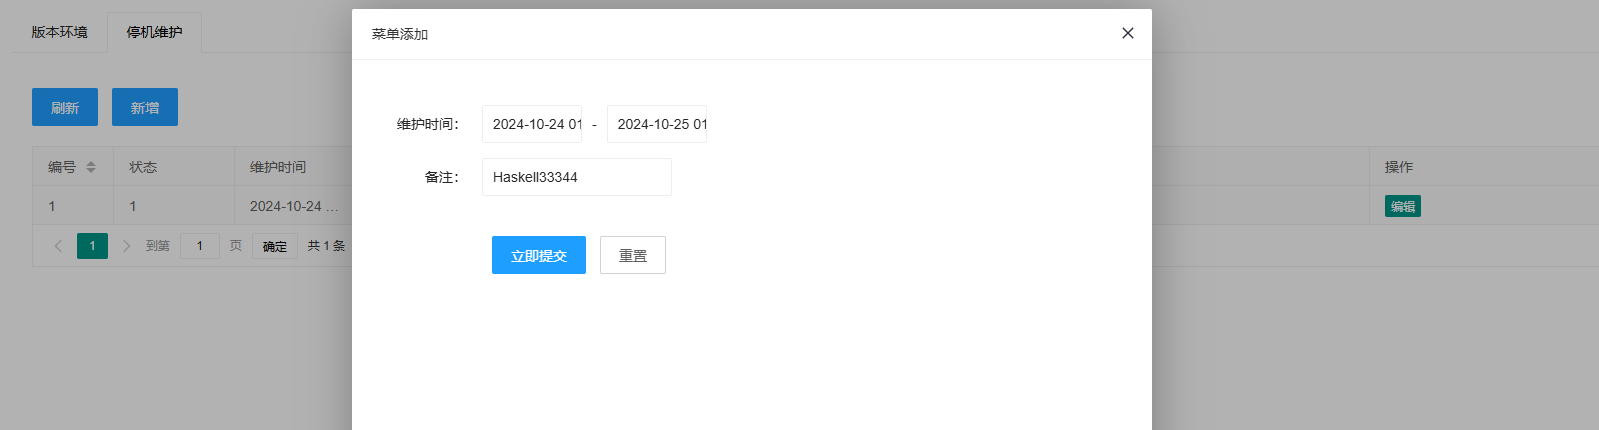 版本环境 停机维护
菜单添加
刷新 新增
维护时间： 2024-10-24 01 - 2024-10-25 01
编号 状态 维护时间 操作
备注： Haskell33344
1 1 2024-10-24 ... 编辑
1 到第 1 页 确定 共 1 条
立即提交 重置